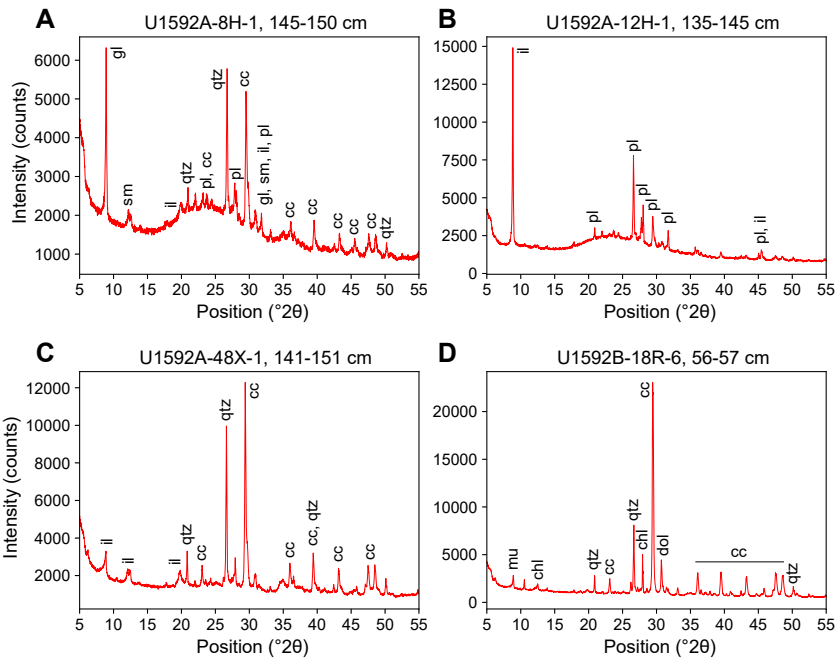 A
U1592A-8H-1, 145-150 cm
Intensity (counts)
6000
5000
4000
3000
2000
1000
gl
sm
il
qtz
pl, cc
qtz
pl
cc
gl, sm, il, pl
cc
cc
cc
cc
cc
qtz
5 10 15 20 25 30 35 40 45 50 55
Position (°2θ)
B
U1592A-12H-1, 135-145 cm
Intensity (counts)
15000
12500
10000
7500
5000
2500
0
il
pl
pl
pl
pl
pl
pl, il
5 10 15 20 25 30 35 40 45 50 55
Position (°2θ)
C
U1592A-48X-1, 141-151 cm
Intensity (counts)
12000
10000
8000
6000
4000
2000
il
il
il
qtz
cc
qtz
cc
cc
cc, qtz
cc
cc
5 10 15 20 25 30 35 40 45 50 55
Position (°2θ)
D
U1592B-18R-6, 56-57 cm
Intensity (counts)
20000
15000
10000
5000
0
mu
chl
qtz
cc
qtz
chl
cc
dol
cc
qtz
5 10 15 20 25 30 35 40 45 50 55
Position (°2θ)